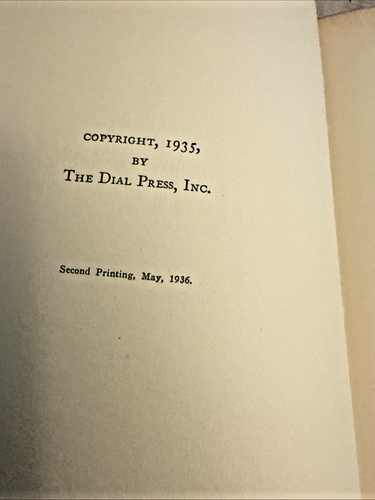 COPYRIGHT, 1935,
BY
THE DIAL PRESS, INC.
Second Printing, May, 1936.